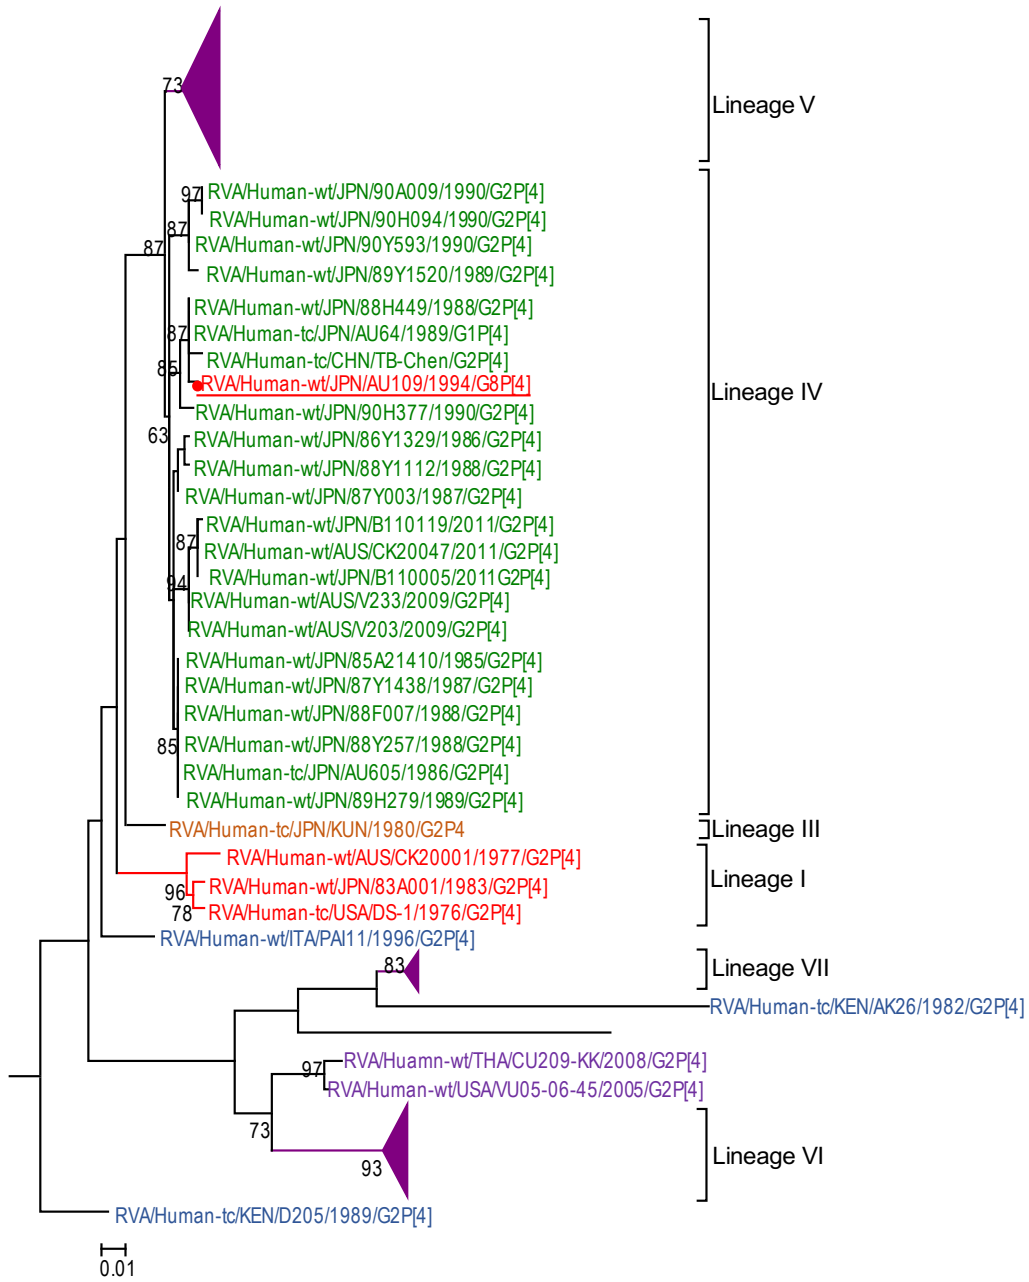 73
Lineage V
97
RVA/Human-wt/JPN/90A009/1990/G2P[4]
RVA/Human-wt/JPN/90H094/1990/G2P[4]
87
RVA/Human-wt/JPN/90Y593/1990/G2P[4]
87
RVA/Human-wt/JPN/89Y1520/1989/G2P[4]
RVA/Human-wt/JPN/88H449/1988/G2P[4]
87
RVA/Human-tc/JPN/AU64/1989/G1P[4]
RVA/Human-tc/CHN/TB-Chen/G2P[4]
85
RVA/Human-wt/JPN/AU109/1994/G8P[4]
Lineage IV
RVA/Human-wt/JPN/90H377/1990/G2P[4]
63
RVA/Human-wt/JPN/86Y1329/1986/G2P[4]
RVA/Human-wt/JPN/88Y1112/1988/G2P[4]
RVA/Human-wt/JPN/87Y003/1987/G2P[4]
RVA/Human-wt/JPN/B110119/2011/G2P[4]
87
RVA/Human-wt/AUS/CK20047/2011/G2P[4]
RVA/Human-wt/JPN/B110005/2011G2P[4]
94
RVA/Human-wt/AUS/V233/2009/G2P[4]
RVA/Human-wt/AUS/V203/2009/G2P[4]
RVA/Human-wt/JPN/85A21410/1985/G2P[4]
RVA/Human-wt/JPN/87Y1438/1987/G2P[4]
RVA/Human-wt/JPN/88F007/1988/G2P[4]
85
RVA/Human-wt/JPN/88Y257/1988/G2P[4]
RVA/Human-tc/JPN/AU605/1986/G2P[4]
RVA/Human-wt/JPN/89H279/1989/G2P[4]
RVA/Human-tc/JPN/KUN/1980/G2P4
Lineage III
RVA/Human-wt/AUS/CK20001/1977/G2P[4]
96
RVA/Human-wt/JPN/83A001/1983/G2P[4]
Lineage I
78
RVA/Human-tc/USA/DS-1/1976/G2P[4]
RVA/Human-wt/ITA/PAI11/1996/G2P[4]
83
Lineage VII
RVA/Human-tc/KEN/AK26/1982/G2P[4]
97
RVA/Huamn-wt/THA/CU209-KK/2008/G2P[4]
RVA/Human-wt/USA/VU05-06-45/2005/G2P[4]
73
93
Lineage VI
RVA/Human-tc/KEN/D205/1989/G2P[4]
0.01